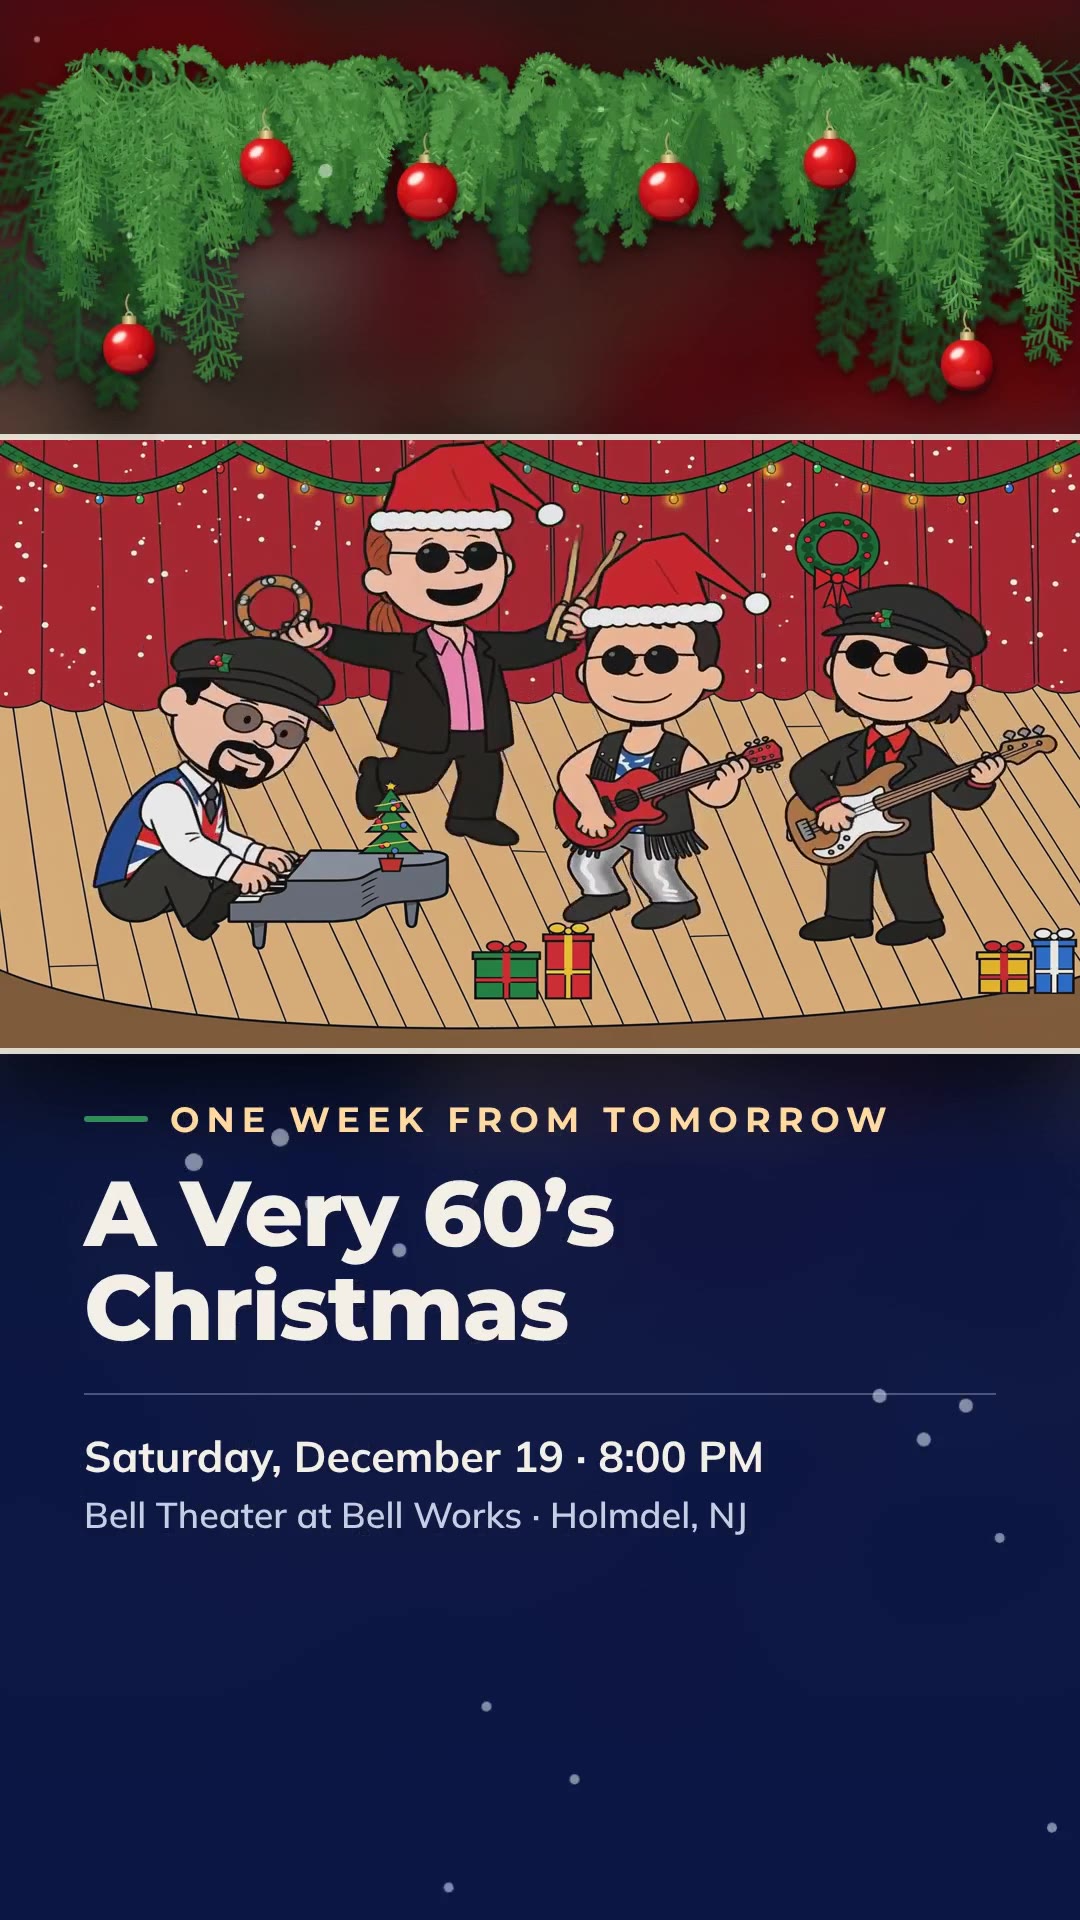 ONE WEEK FROM TOMORROW
A Very 60’s
Christmas
Saturday, December 19 · 8:00 PM
Bell Theater at Bell Works · Holmdel, NJ